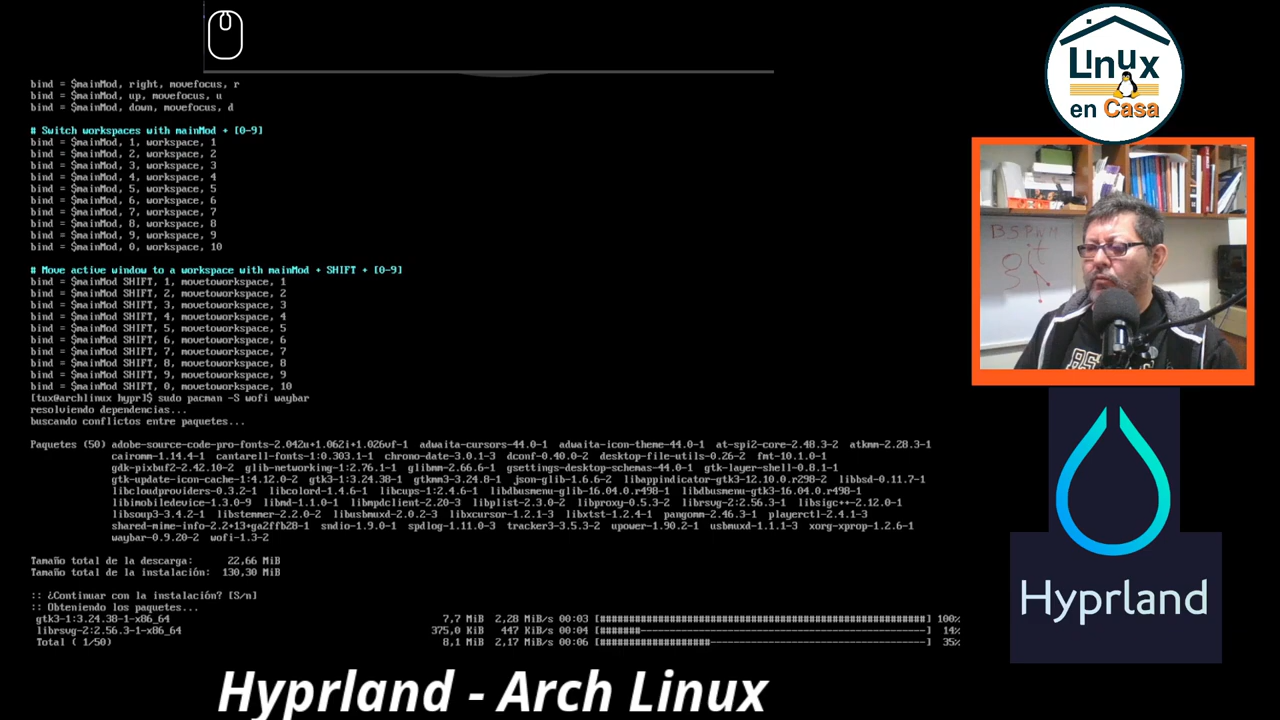 bind = $mainMod, right, movefocus, r
bind = $mainMod, up, movefocus, u
bind = $mainMod, down, movefocus, d
# Switch workspaces with mainMod + [0-9]
bind = $mainMod, 1, workspace, 1
bind = $mainMod, 2, workspace, 2
bind = $mainMod, 3, workspace, 3
bind = $mainMod, 4, workspace, 4
bind = $mainMod, 5, workspace, 5
bind = $mainMod, 6, workspace, 6
bind = $mainMod, 7, workspace, 7
bind = $mainMod, 8, workspace, 8
bind = $mainMod, 9, workspace, 9
bind = $mainMod, 0, workspace, 10
# Move active window to a workspace with mainMod + SHIFT + [0-9]
bind = $mainMod SHIFT, 1, movetoworkspace, 1
bind = $mainMod SHIFT, 2, movetoworkspace, 2
bind = $mainMod SHIFT, 3, movetoworkspace, 3
bind = $mainMod SHIFT, 4, movetoworkspace, 4
bind = $mainMod SHIFT, 5, movetoworkspace, 5
bind = $mainMod SHIFT, 6, movetoworkspace, 6
bind = $mainMod SHIFT, 7, movetoworkspace, 7
bind = $mainMod SHIFT, 8, movetoworkspace, 8
bind = $mainMod SHIFT, 9, movetoworkspace, 9
bind = $mainMod SHIFT, 0, movetoworkspace, 10
[tux@archlinux hypr]$ sudo pacman -S wofi waybar
resolviendo dependencias...
buscando conflictos entre paquetes...
Paquetes (50) adobe-source-code-pro-fonts-2.042u+1.062i+1.026vf-1 adwaita-cursors-44.0-1 adwaita-icon-theme-44.0-1 at-spi2-core-2.48.3-2 atkmm-2.28.3-1
cairomm-1.14.4-1 cantarell-fonts-1:0.303.1-1 chrono-date-3.0.1-3 dconf-0.40.0-2 desktop-file-utils-0.26-2 fmt-10.1.0-1
gdk-pixbuf2-2.42.10-2 glib-networking-1:2.76.1-1 glibmm-2.66.6-1 gsettings-desktop-schemas-44.0-1 gtk-layer-shell-0.8.1-1
gtk-update-icon-cache-1:4.12.0-2 gtk3-1:3.24.38-1 gtkmm3-3.24.8-1 json-glib-1.6.6-2 libappindicator-gtk3-12.10.0.r298-2 libbsd-0.11.7-1
libcloudproviders-0.3.2-1 libcolord-1.4.6-1 libcups-1:2.4.6-1 libdbusmenu-glib-16.04.0.r498-1 libdbusmenu-gtk3-16.04.0.r498-1
libimobiledevice-1.3.0-9 libmd-1.1.0-1 libmpdclient-2.20-3 libplist-2.3.0-2 libproxy-0.5.3-2 librsvg-2:2.56.3-1 libsigc++-2.12.0-1
libsoup3-3.4.2-1 libstemmer-2.2.0-2 libusbmuxd-2.0.2-3 libxcursor-1.2.1-3 libxtst-1.2.4-1 pangomm-2.46.3-1 playerctl-2.4.1-3
shared-mime-info-2.2+13+ga2ffb28-1 sndio-1.9.0-1 spdlog-1.11.0-3 tracker3-3.5.3-2 upower-1.90.2-1 usbmuxd-1.1.1-3 xorg-xprop-1.2.6-1
waybar-0.9.20-2 wofi-1.3-2
Tamaño total de la descarga: 22,66 MiB
Tamaño total de la instalación: 130,30 MiB
:: ¿Continuar con la instalación? [S/n]
:: Obteniendo los paquetes...
gtk3-1:3.24.38-1-x86_64 7,7 MiB 2,28 MiB/s 00:03 100%
librsvg-2:2.56.3-1-x86_64 375,0 KiB 447 KiB/s 00:04 14%
Total ( 1/50) 8,1 MiB 2,17 MiB/s 00:06 35%
Linux
en Casa
BSPWM
Hyprland
Hyprland - Arch Linux